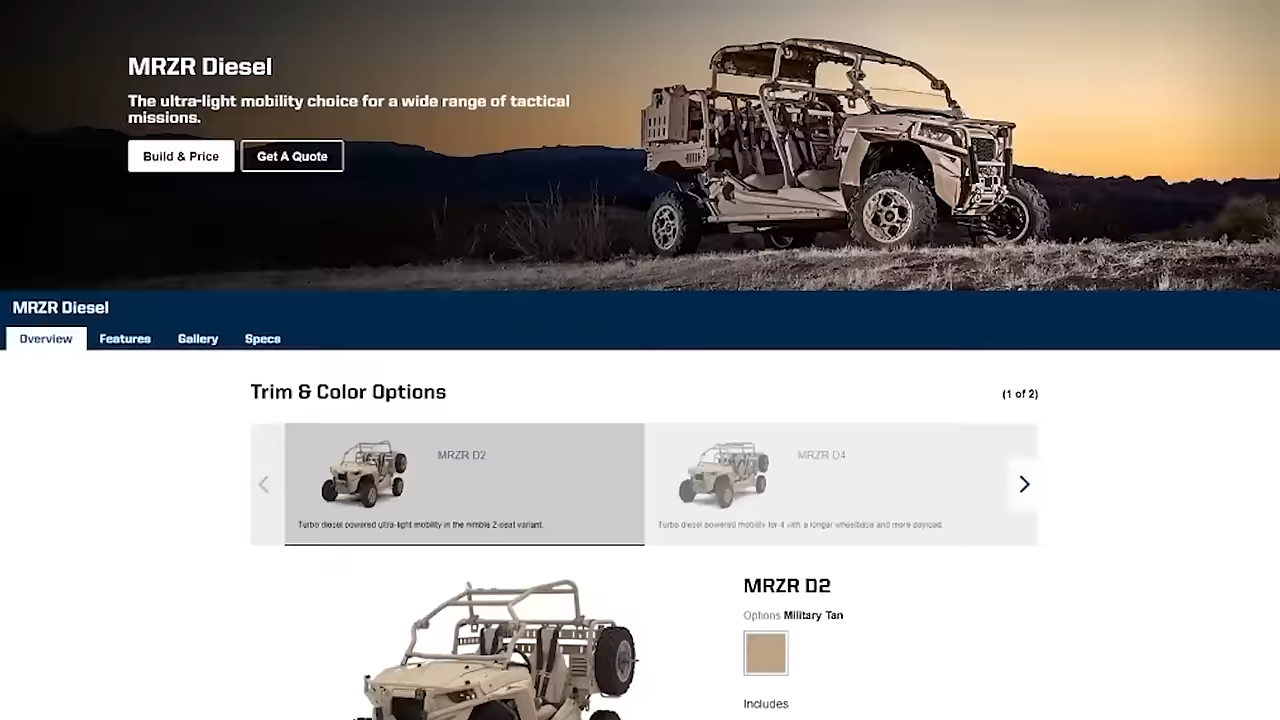 MRZR Diesel
The ultra-light mobility choice for a wide range of tactical
missions.
Build & Price
Get A Quote
MRZR Diesel
Overview
Features
Gallery
Specs
Trim & Color Options
(1 of 2)
MRZR D2
Turbo diesel powered ultra-light mobility in the nimble 2-seat variant.
MRZR D4
Turbo diesel powered mobility for 4 with a longer wheelbase and more payload.
MRZR D2
Options Military Tan
Includes